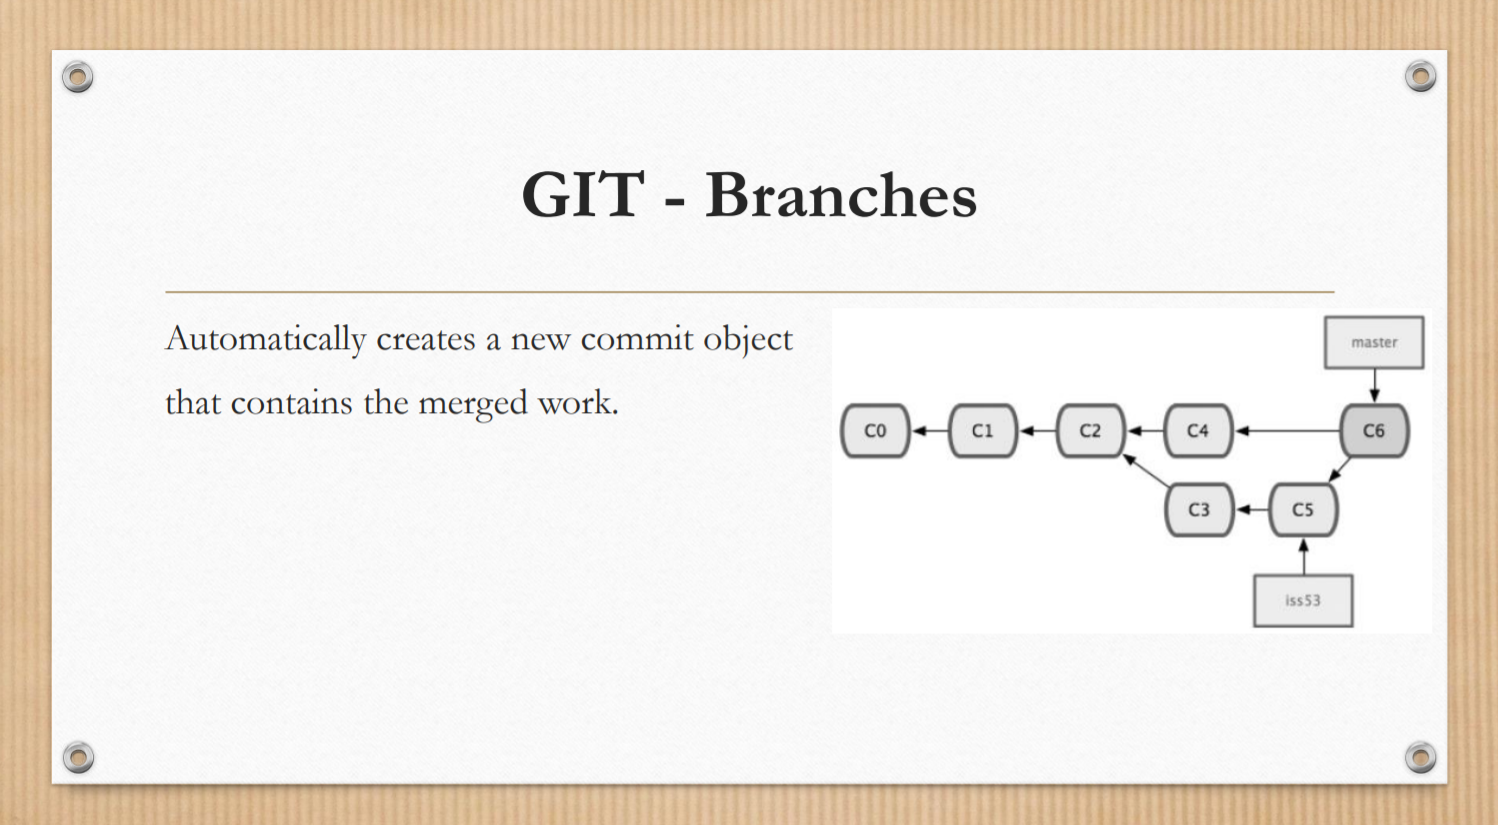 GIT - Branches
Automatically creates a new commit object
that contains the merged work.
master
C0 C1 C2 C4 C6
C3 C5
iss53